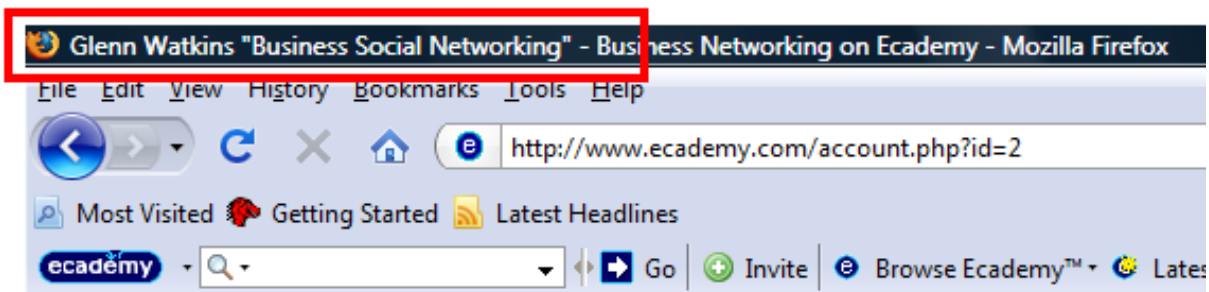 Glenn Watkins "Business Social Networking" - Business Networking on Ecademy - Mozilla Firefox
File Edit View History Bookmarks Tools Help
e http://www.ecademy.com/account.php?id=2
Most Visited Getting Started Latest Headlines
ecademy Go Invite e Browse Ecademy™ Lates